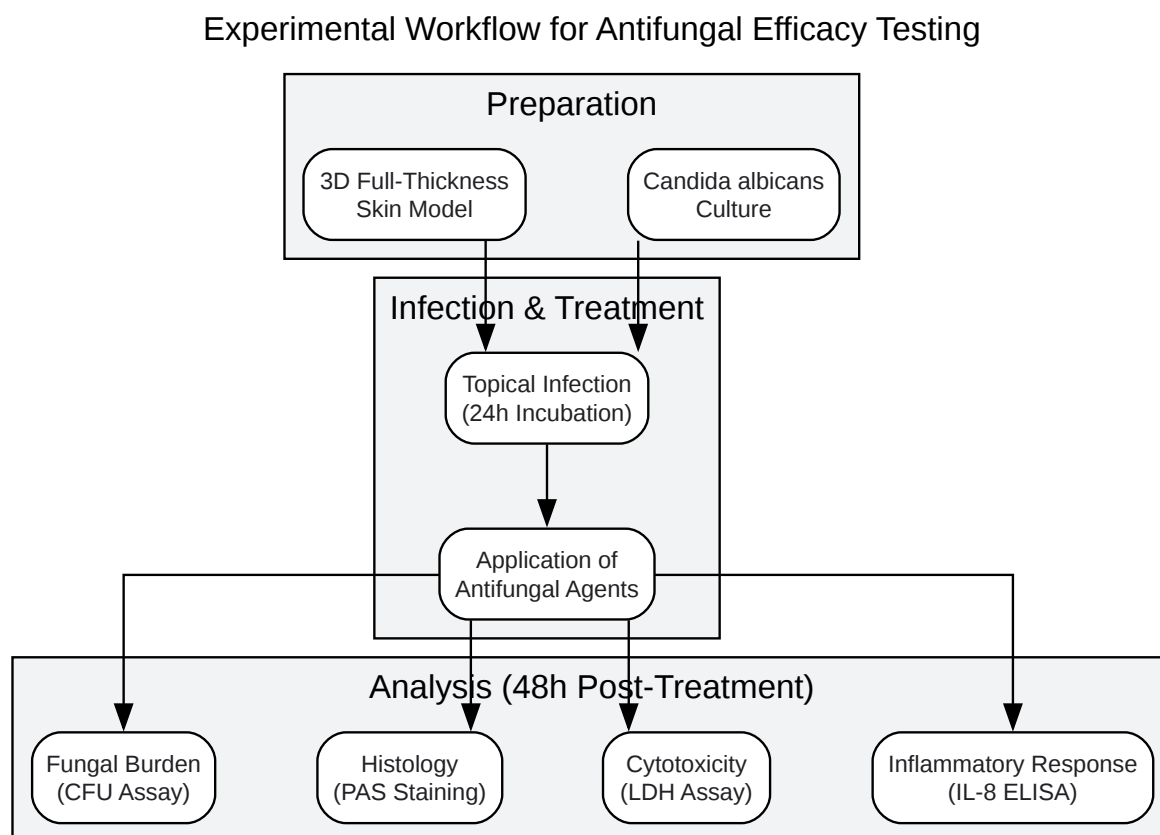 Experimental Workflow for Antifungal Efficacy Testing
Preparation
3D Full-Thickness
Skin Model
Candida albicans
Culture
Infection & Treatment
Topical Infection
(24h Incubation)
Application of
Antifungal Agents
Analysis (48h Post-Treatment)
Fungal Burden
(CFU Assay)
Histology
(PAS Staining)
Cytotoxicity
(LDH Assay)
Inflammatory Response
(IL-8 ELISA)